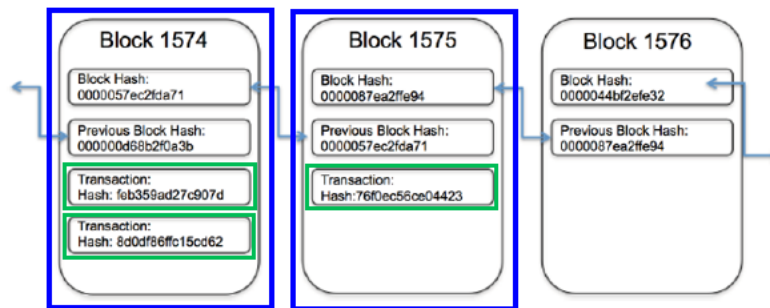 Block 1574
Block Hash:
0000057ec2fda71
Previous Block Hash:
000000d68b2f0a3b
Transaction:
Hash: feb359ad27c907d
Transaction:
Hash: 8d0df86ffc15cd62
Block 1575
Block Hash:
0000087ea2ffe94
Previous Block Hash:
0000057ec2fda71
Transaction:
Hash:76f0ec56ce04423
Block 1576
Block Hash:
0000044bf2efe32
Previous Block Hash:
0000087ea2ffe94